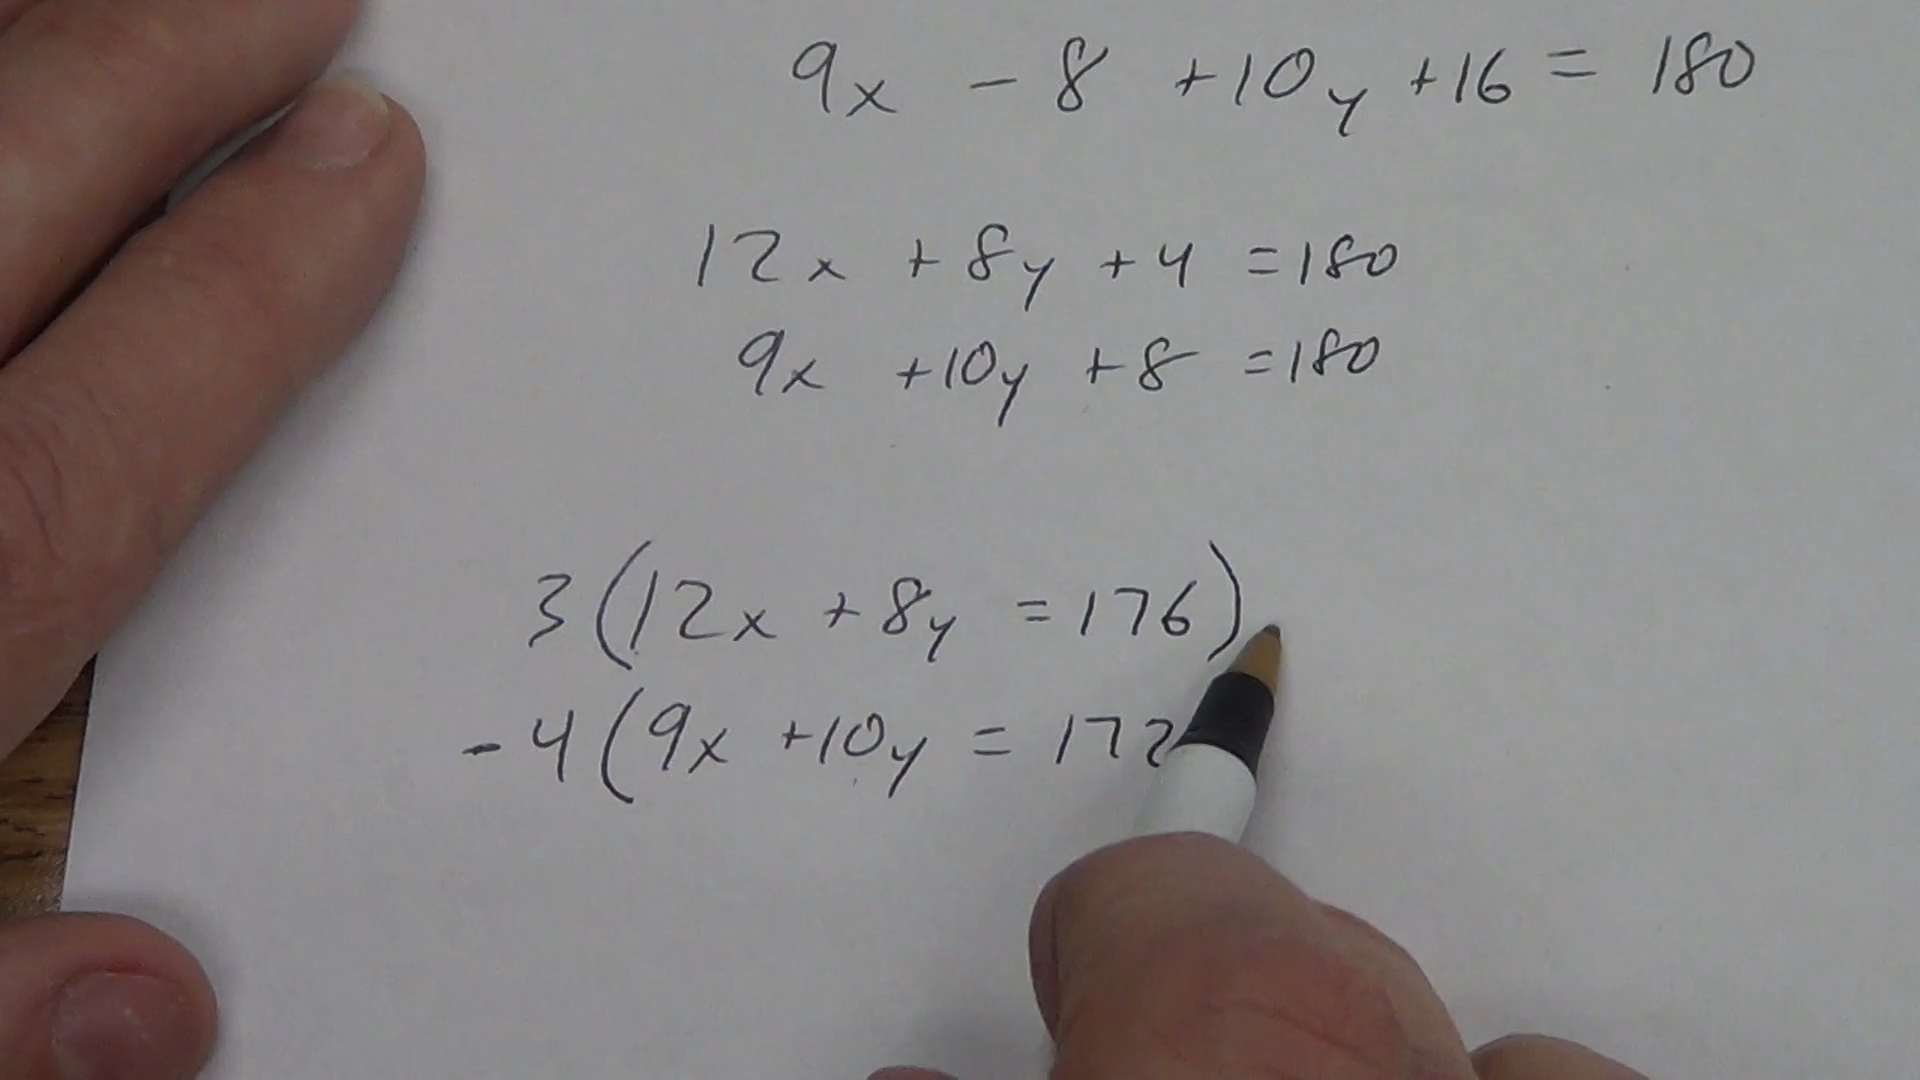 9x - 8 +10y +16 = 180
12x + 8y + 4 = 180
9x +10y + 8 = 180
3(12x + 8y = 176)
-4(9x +10y = 172